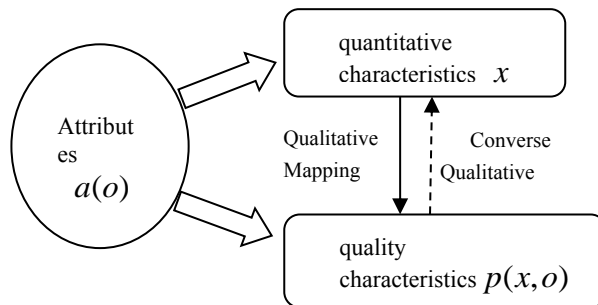 quantitative
characteristics x
Attribut
es
a(o)
Qualitative
Mapping
Converse
Qualitative
quality
characteristics p(x,o)